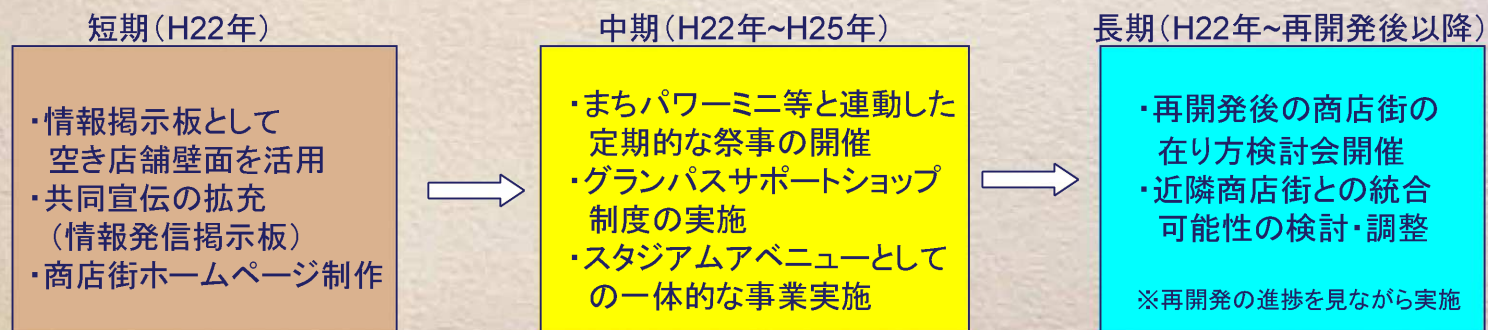 短期(H22年)
・情報掲示板として
空き店舗壁面を活用
・共同宣伝の拡充
(情報発信掲示板)
・商店街ホームページ制作
中期(H22年~H25年)
・まちパワーミニ等と連動した
定期的な祭事の開催
・グランパスサポートショップ
制度の実施
・スタジアムアベニューとして
の一体的な事業実施
長期(H22年~再開発後以降)
・再開発後の商店街の
在り方検討会開催
・近隣商店街との統合
可能性の検討・調整
※再開発の進捗を見ながら実施